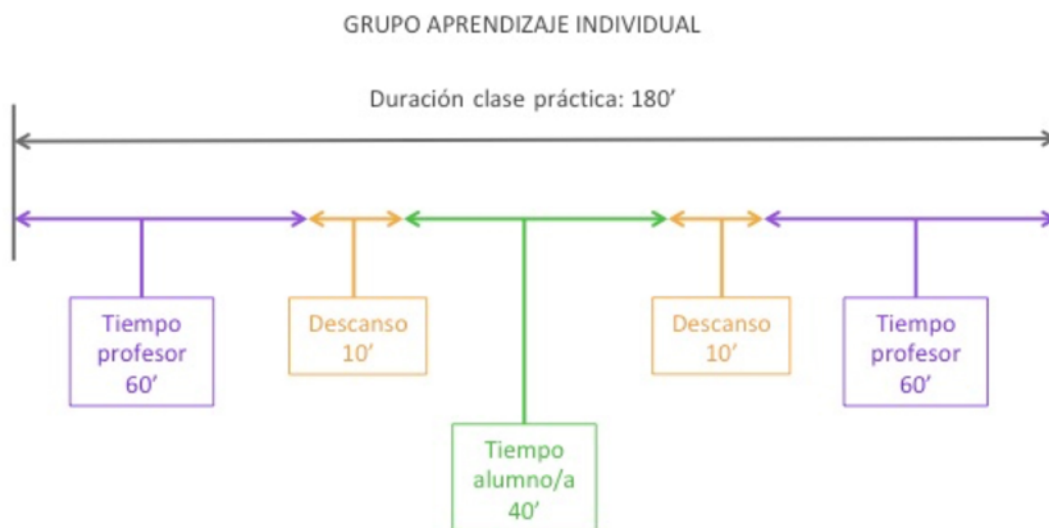 GRUPO APRENDIZAJE INDIVIDUAL
Duración clase práctica: 180’
Tiempo
profesor
60’
Descanso
10’
Tiempo
alumno/a
40’
Descanso
10’
Tiempo
profesor
60’